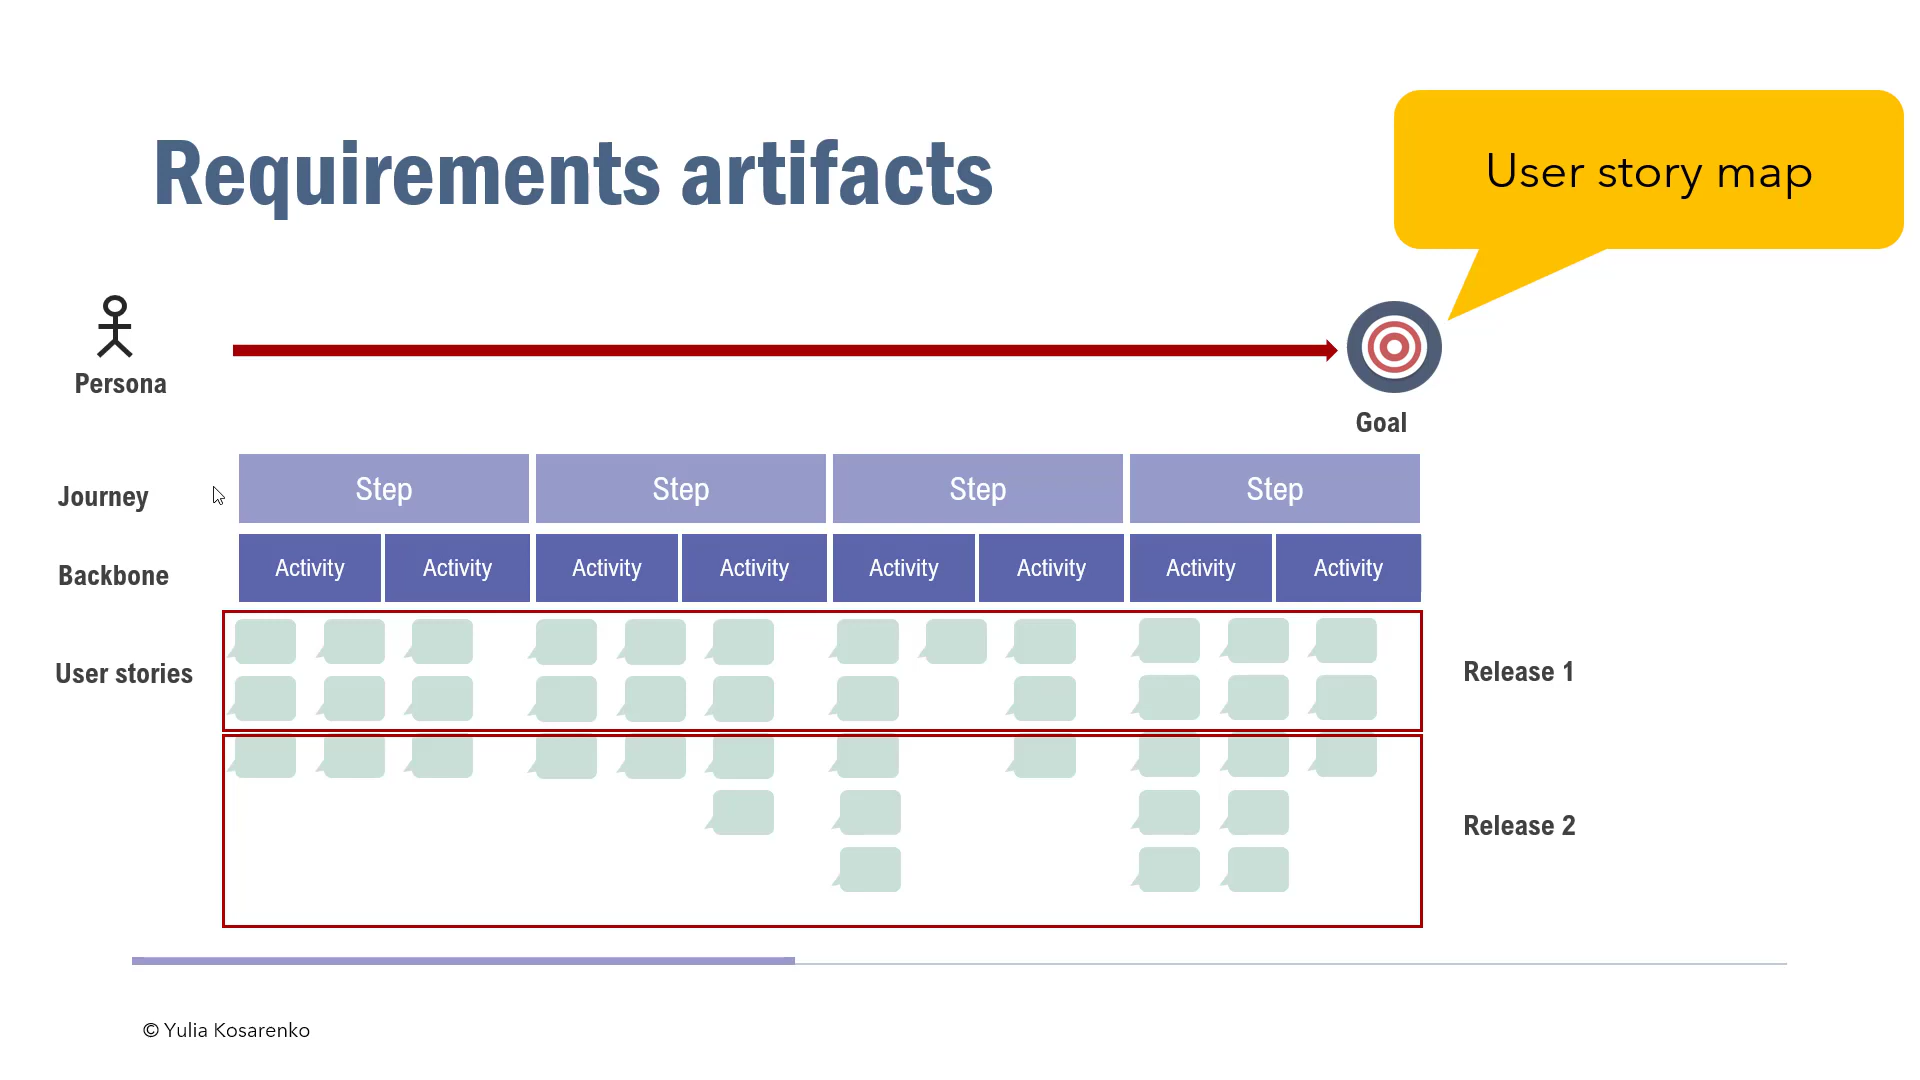 Requirements artifacts
User story map
Persona
Goal
Journey
Step
Step
Step
Step
Backbone
Activity
Activity
Activity
Activity
Activity
Activity
Activity
Activity
User stories
Release 1
Release 2
© Yulia Kosarenko